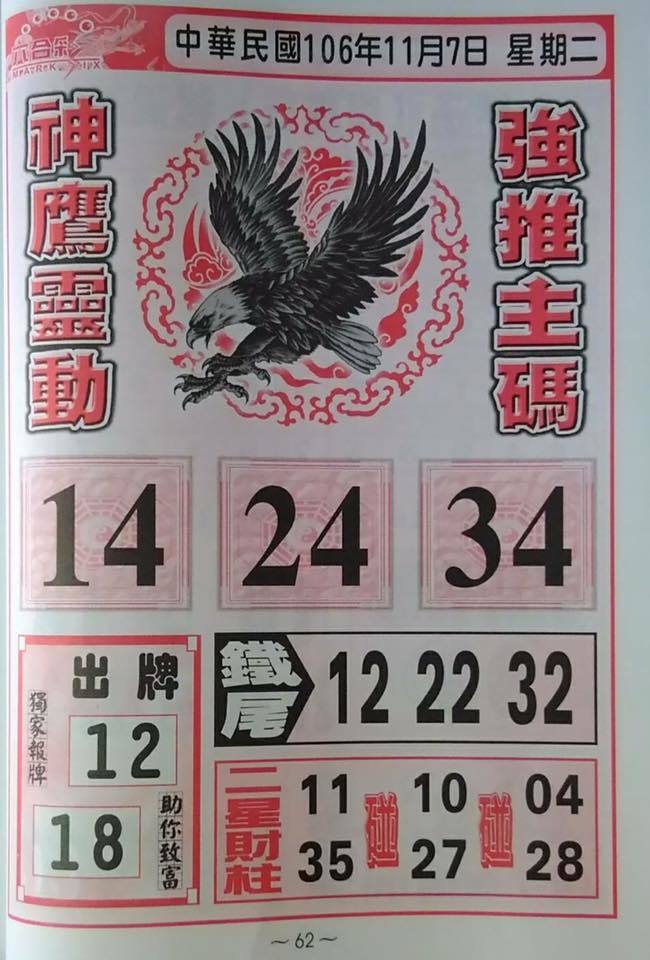 六合彩
中華民國106年11月7日 星期二
神鷹靈動
強推主碼
14 24 34
出牌
獨家報牌
12
18
助你致富
鐵尾
12 22 32
二星財柱
11 碰 10 碰 04
35 27 28
～62～